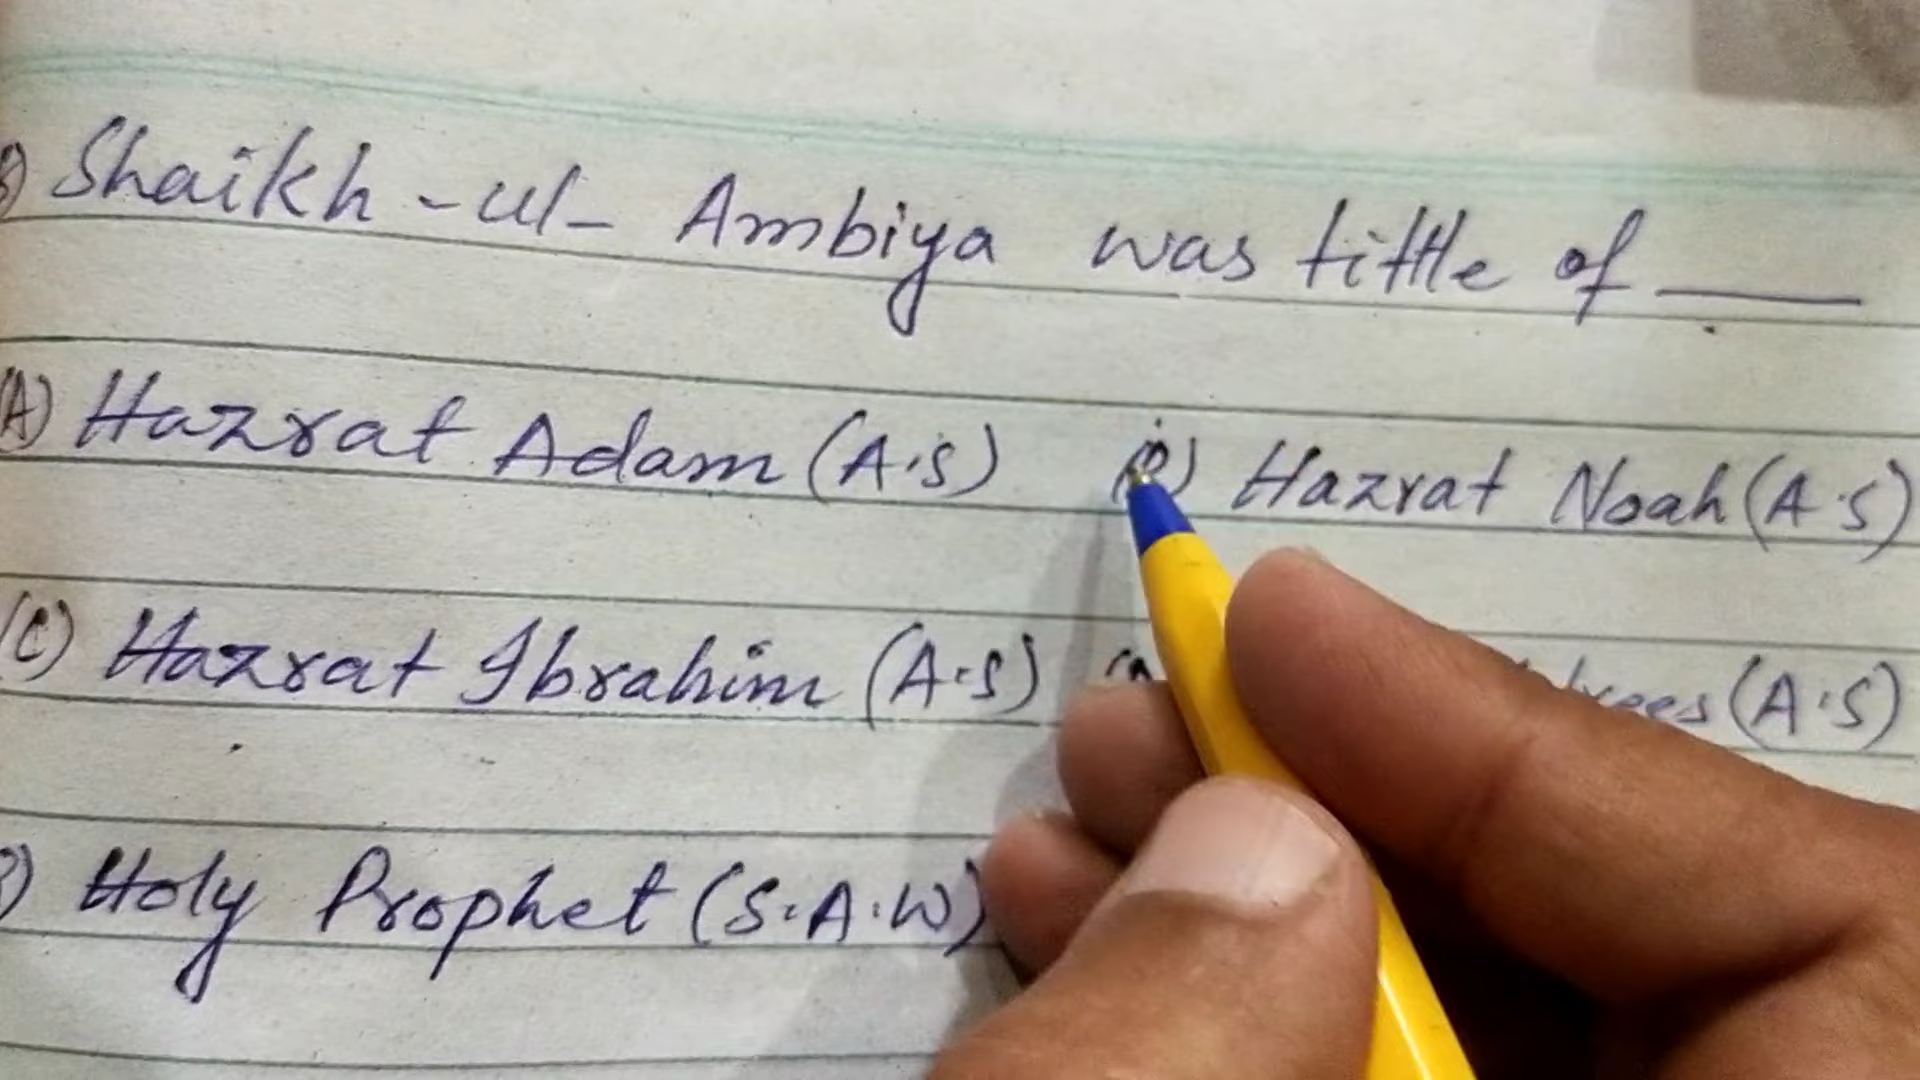 Shaikh-ul-Ambiya was tittle of ___
(A) Hazrat Adam (A.S) (B) Hazrat Noah (A.S)
(C) Hazrat Ibrahim (A.S) (A.S)
Holy Prophet (S.A.W)